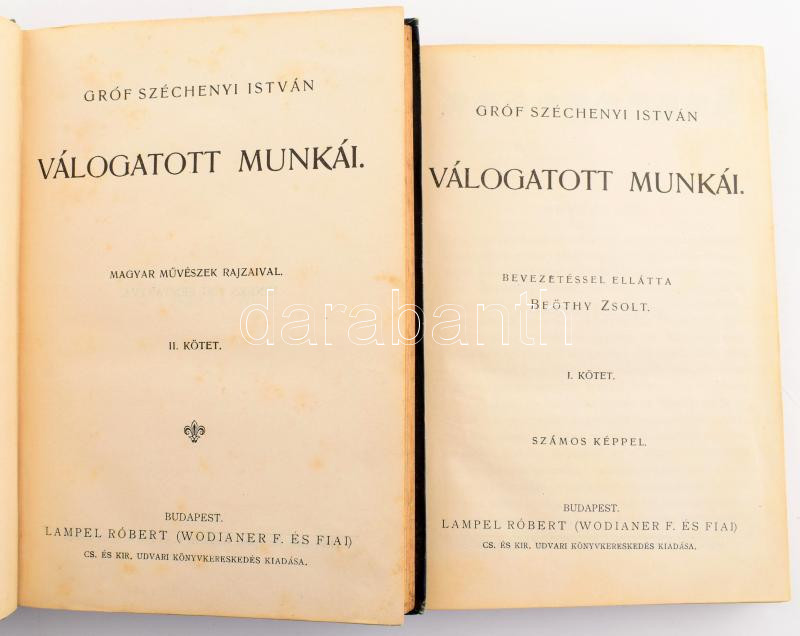 GRÓF SZÉCHENYI ISTVÁN
VÁLOGATOTT MUNKÁI.
MAGYAR MŰVÉSZEK RAJZAIVAL.
II. KÖTET.
BUDAPEST.
LAMPEL RÓBERT (WODIANER F. ÉS FIAI)
CS. ÉS KIR. UDVARI KÖNYVKERESKEDÉS KIADÁSA.
GRÓF SZÉCHENYI ISTVÁN
VÁLOGATOTT MUNKÁI.
BEVEZETÉSSEL ELLÁTTA
BEÖTHY ZSOLT.
I. KÖTET.
SZÁMOS KÉPPEL.
BUDAPEST.
LAMPEL RÓBERT (WODIANER F. ÉS FIAI)
CS. ÉS KIR. UDVARI KÖNYVKERESKEDÉS KIADÁSA.
darabanth